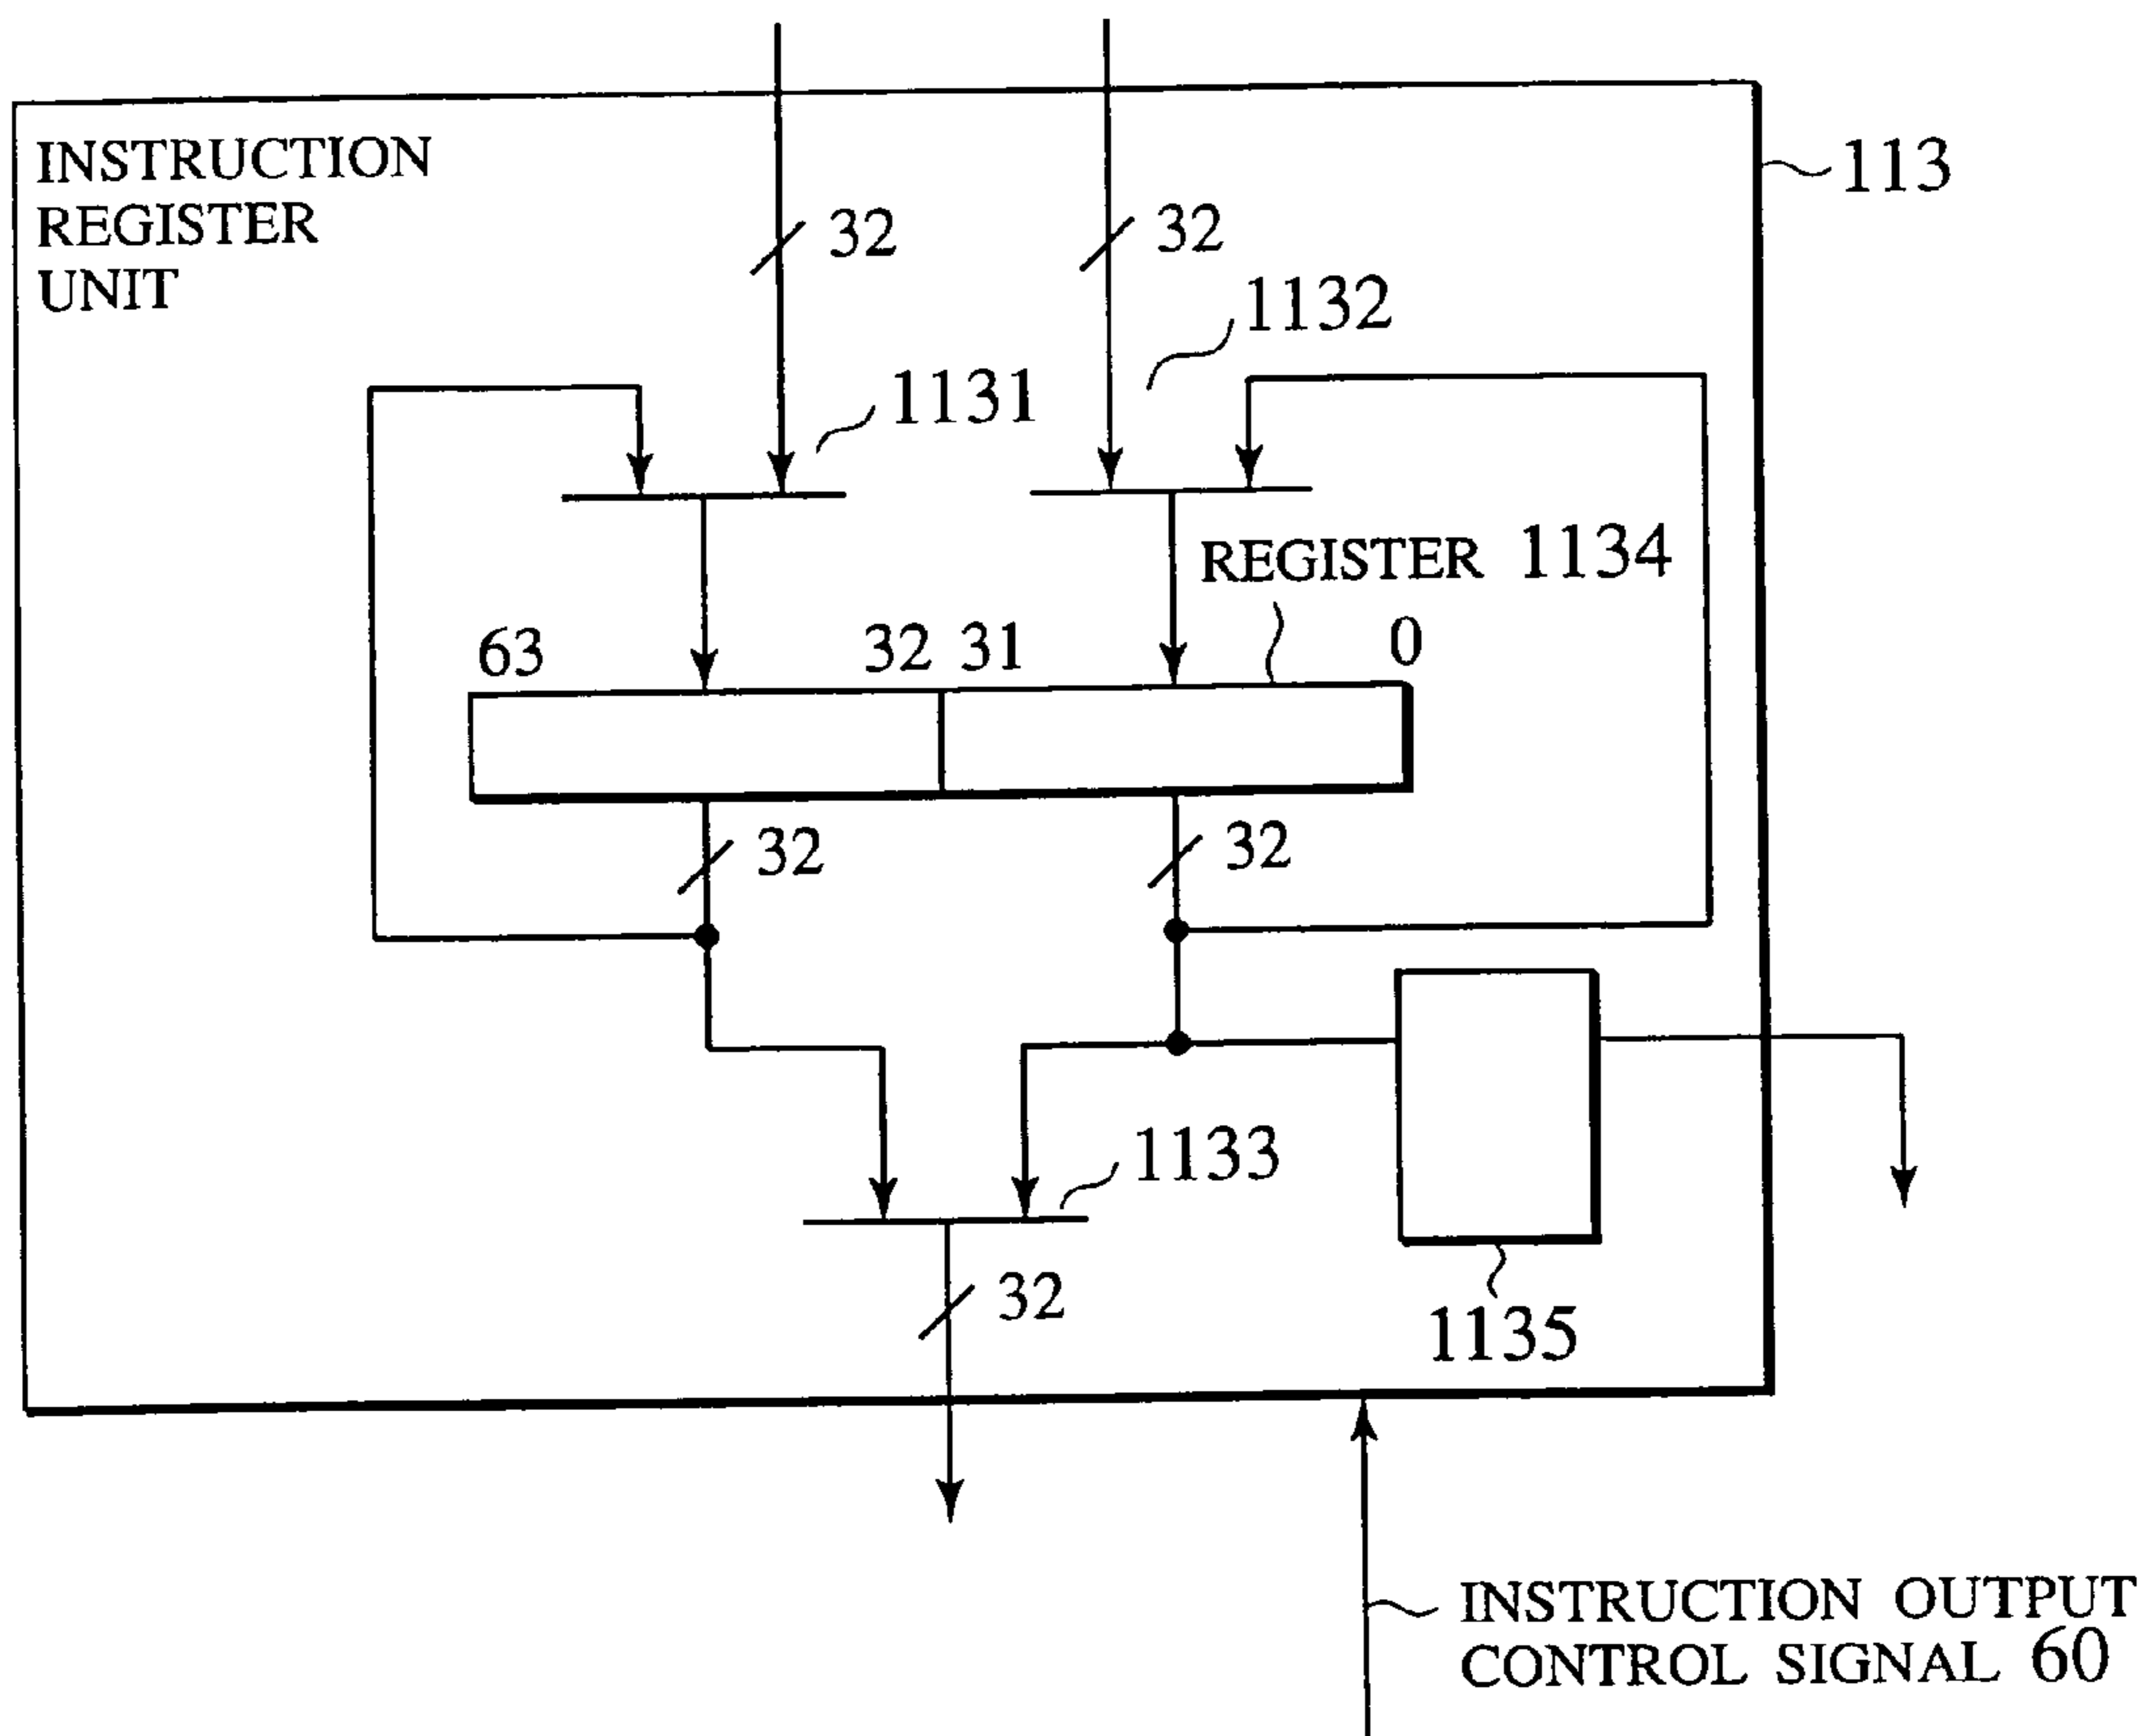 INSTRUCTION
REGISTER
UNIT
113
32
32
1132
1131
REGISTER 1134
63
32
31
0
32
32
1133
32
1135
INSTRUCTION OUTPUT
CONTROL SIGNAL 60